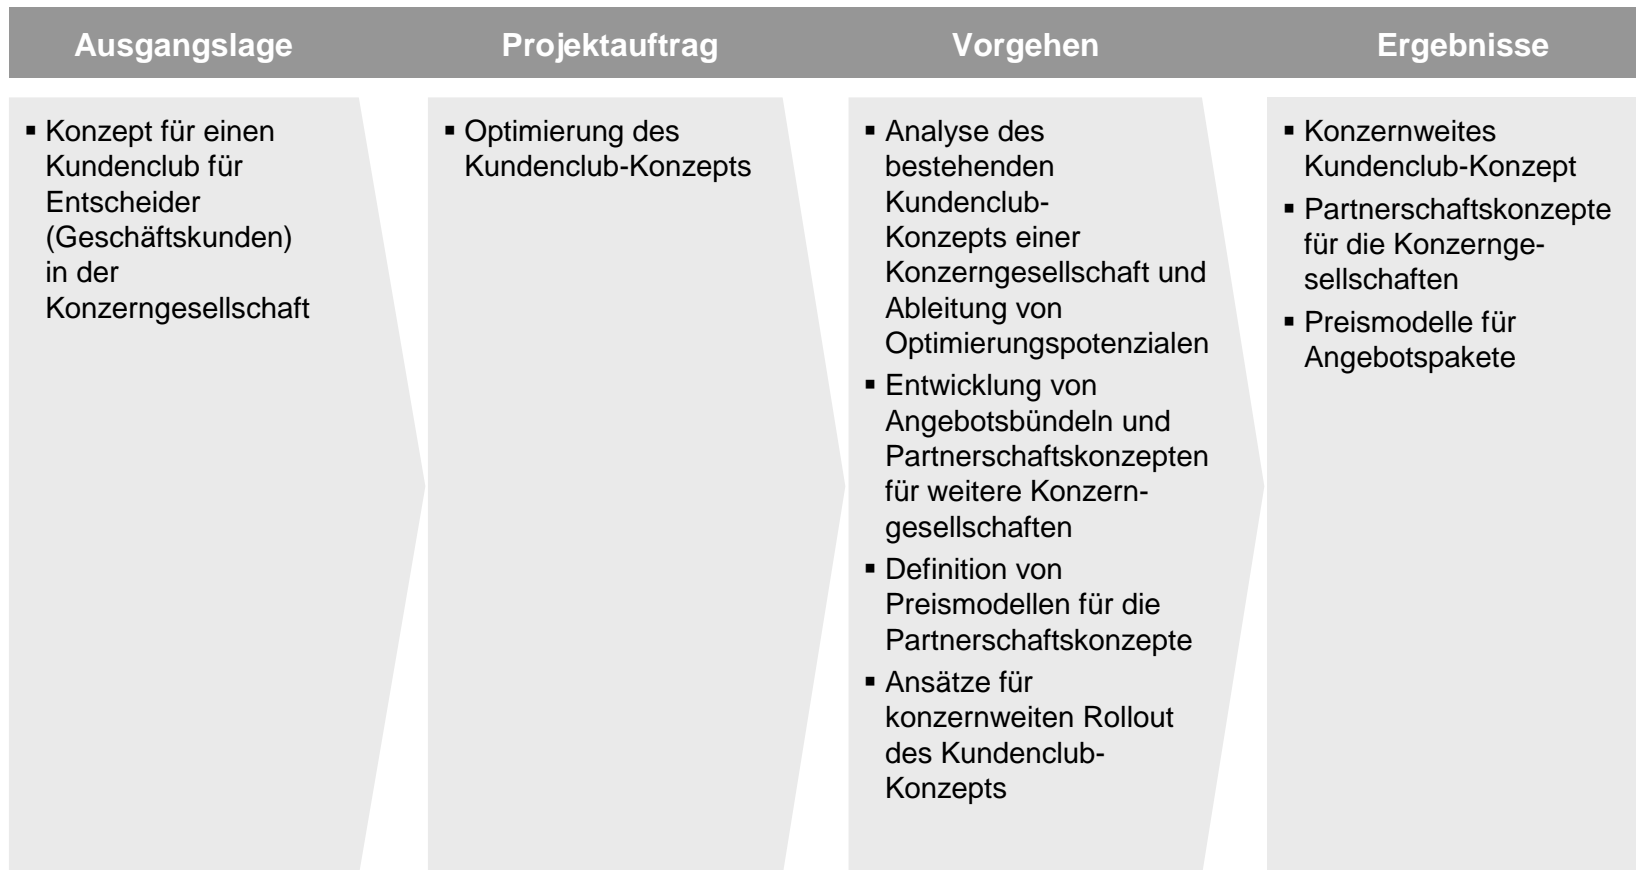 Ausgangslage
Projektauftrag
Vorgehen
Ergebnisse
▪ Konzept für einen
Kundenclub für
Entscheider
(Geschäftskunden)
in der
Konzerngesellschaft
▪ Optimierung des
Kundenclub-Konzepts
▪ Analyse des
bestehenden
Kundenclub-
Konzepts einer
Konzerngesellschaft und
Ableitung von
Optimierungspotenzialen
▪ Entwicklung von
Angebotsbündeln und
Partnerschaftskonzepten
für weitere Konzern-
gesellschaften
▪ Definition von
Preismodellen für die
Partnerschaftskonzepte
▪ Ansätze für
konzernweiten Rollout
des Kundenclub-
Konzepts
▪ Konzernweites
Kundenclub-Konzept
▪ Partnerschaftskonzepte
für die Konzernge-
sellschaften
▪ Preismodelle für
Angebotspakete